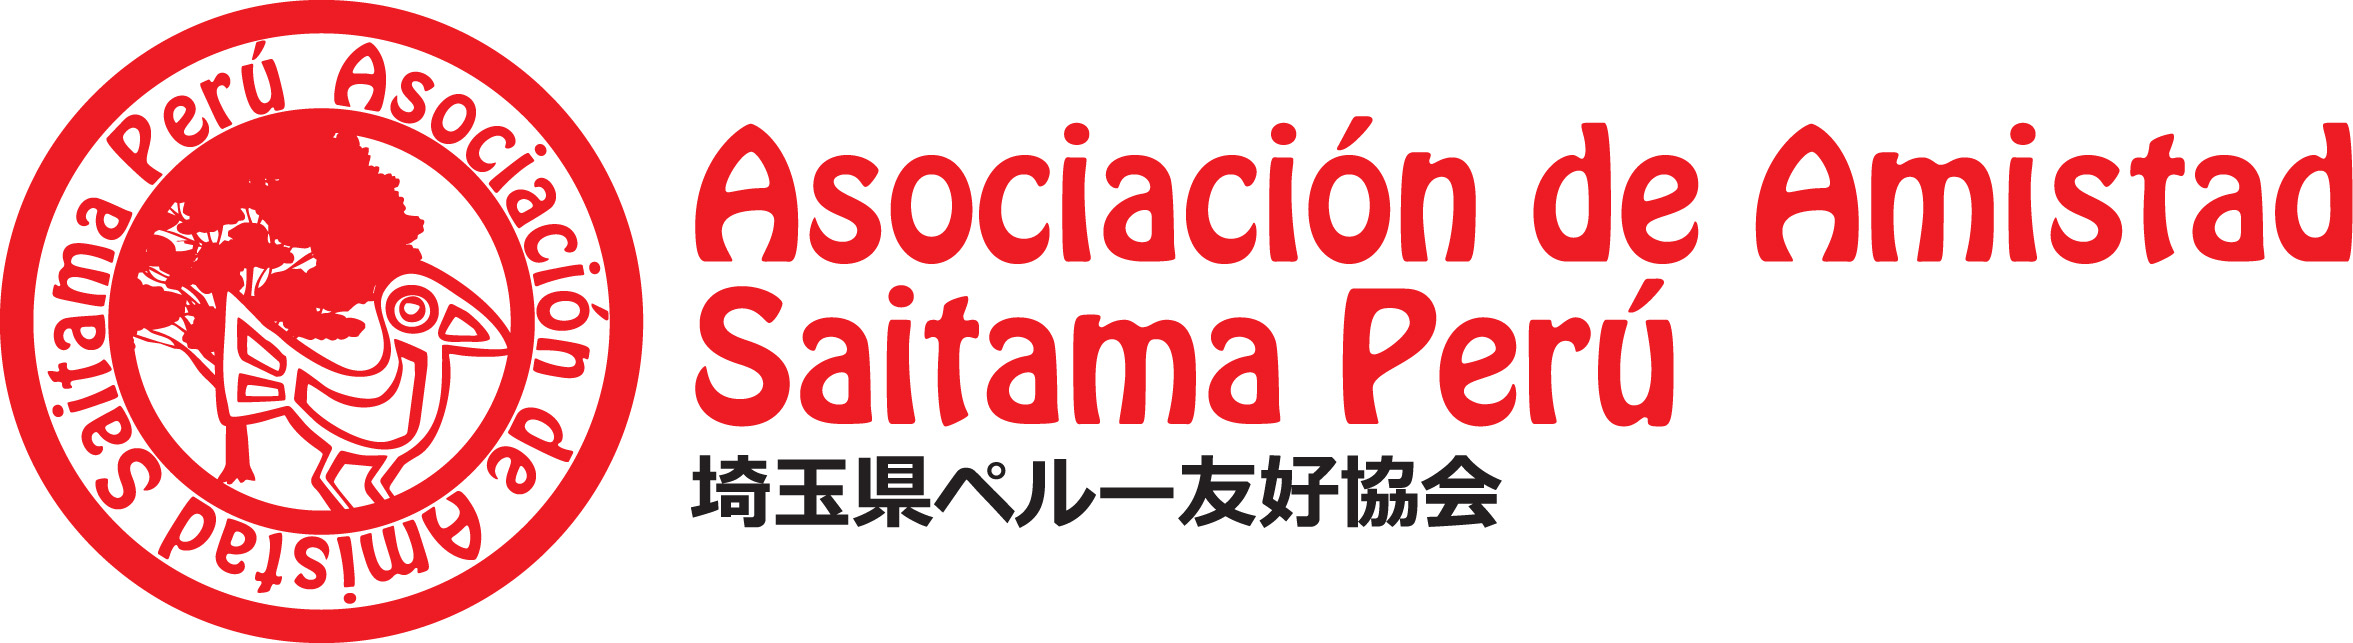 Asociación de Amistad Saitama Perú
Asociación de Amistad
Saitama Perú
埼玉県ペルー友好協会